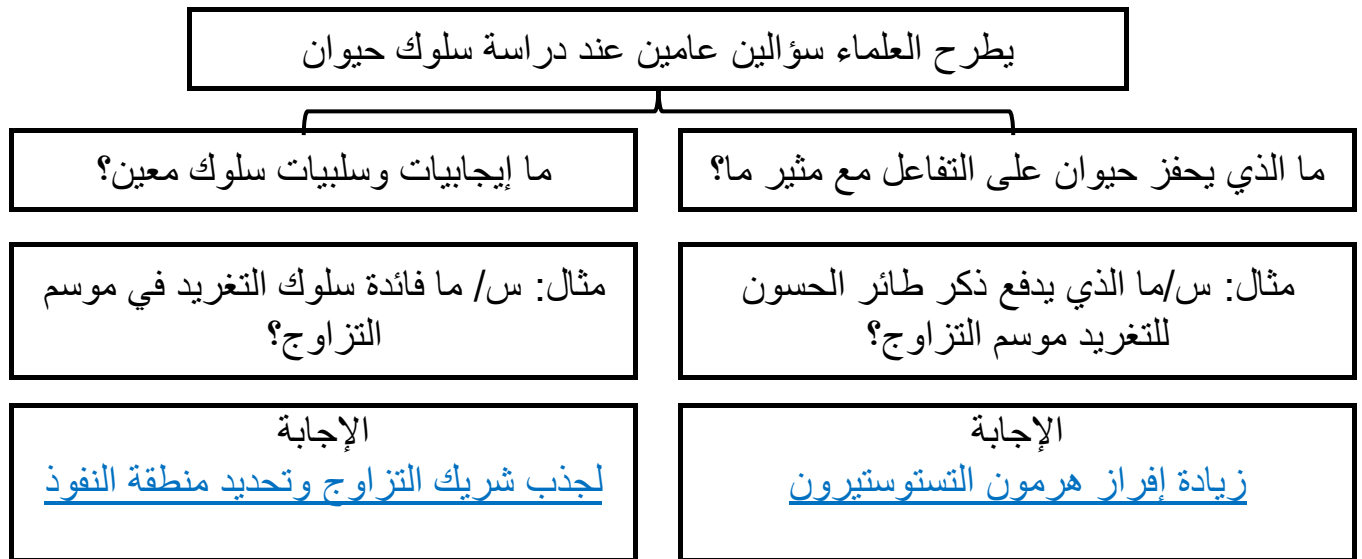 يطرح العلماء سؤالين عامين عند دراسة سلوك حيوان
ما الذي يحفز حيوان على التفاعل مع مثير ما؟
ما إيجابيات وسلبيات سلوك معين؟
مثال: س/ما الذي يدفع ذكر طائر الحسون
للتغريد موسم التزاوج؟
مثال: س/ ما فائدة سلوك التغريد في موسم
التزاوج؟
الإجابة
زيادة إفراز هرمون التستوستيرون
الإجابة
لجذب شريك التزاوج وتحديد منطقة النفوذ